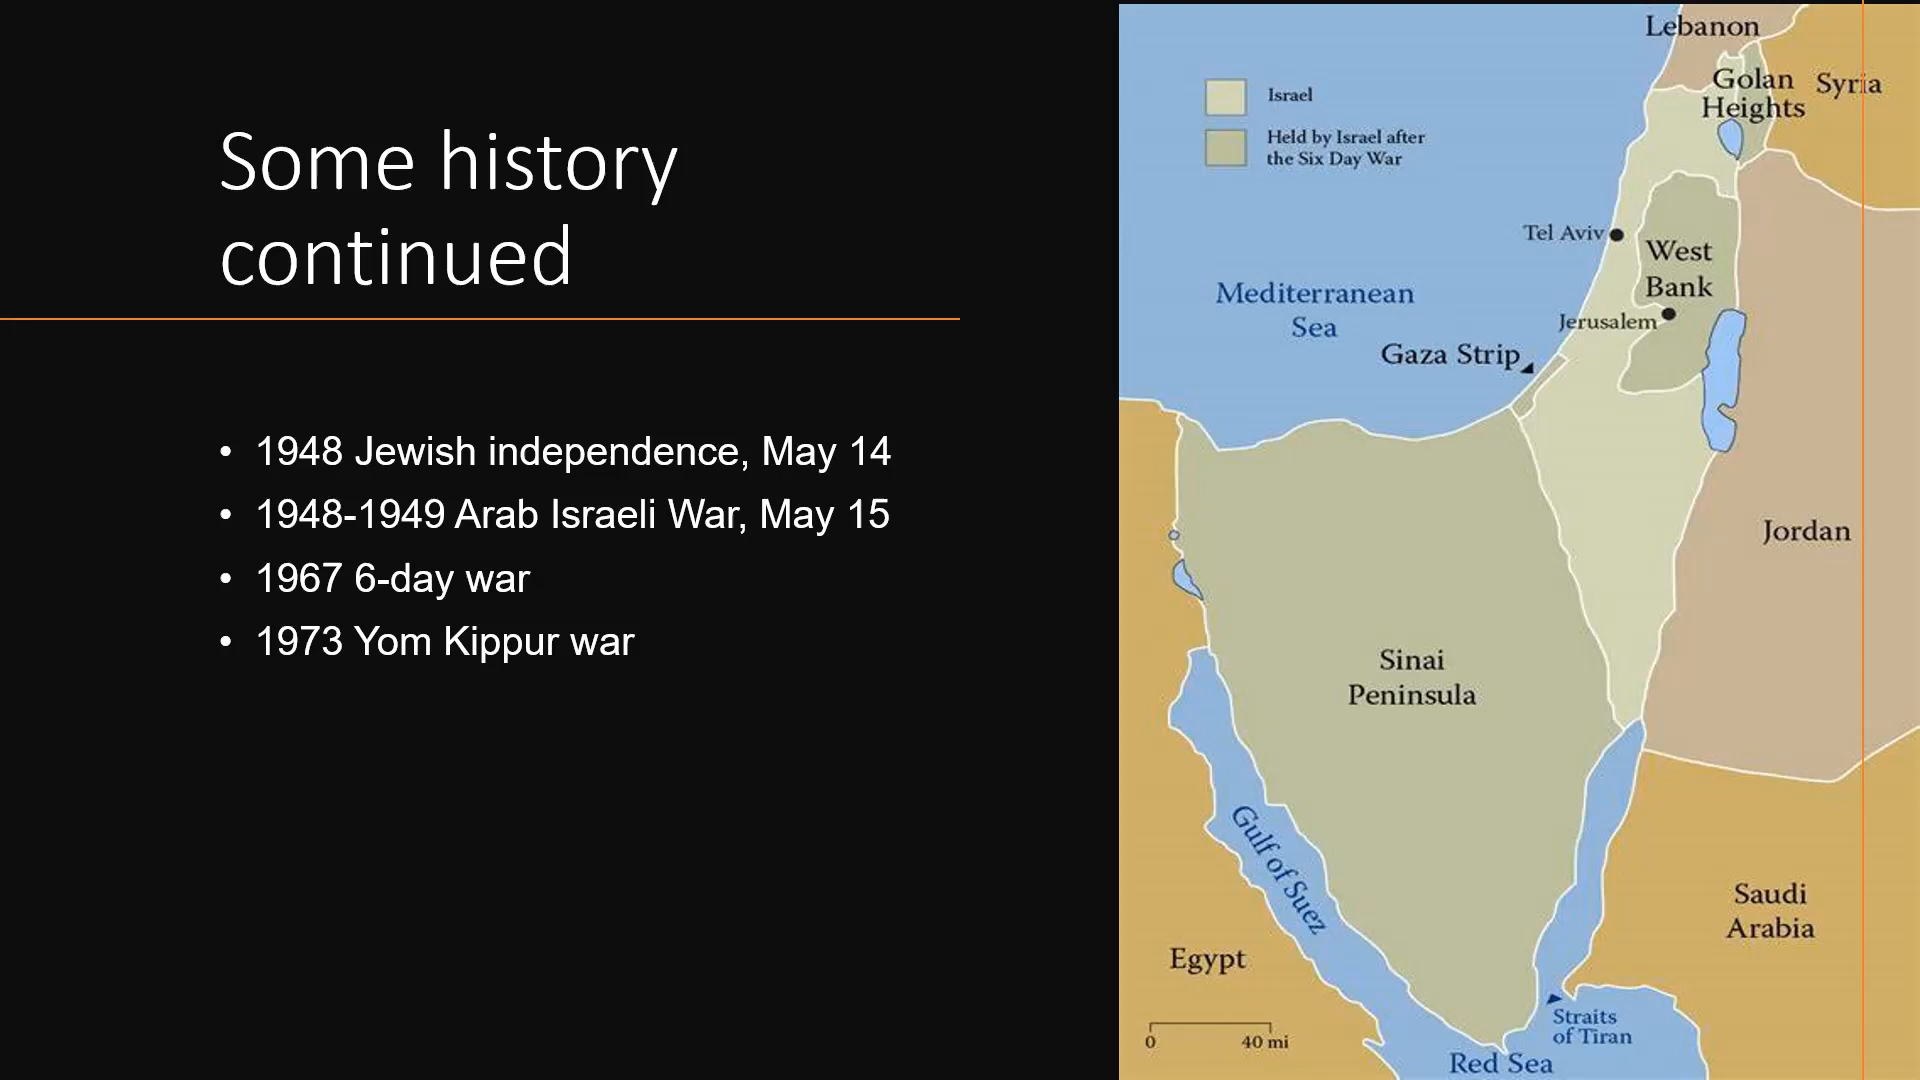 Some history
continued
• 1948 Jewish independence, May 14
• 1948-1949 Arab Israeli War, May 15
• 1967 6-day war
• 1973 Yom Kippur war
Lebanon
Golan
Heights
Syria
Israel
Held by Israel after
the Six Day War
Tel Aviv
West
Bank
Mediterranean
Sea
Jerusalem
Gaza Strip
Jordan
Sinai
Peninsula
Gulf of Suez
Saudi
Arabia
Egypt
Straits
of Tiran
0 40 mi
Red Sea